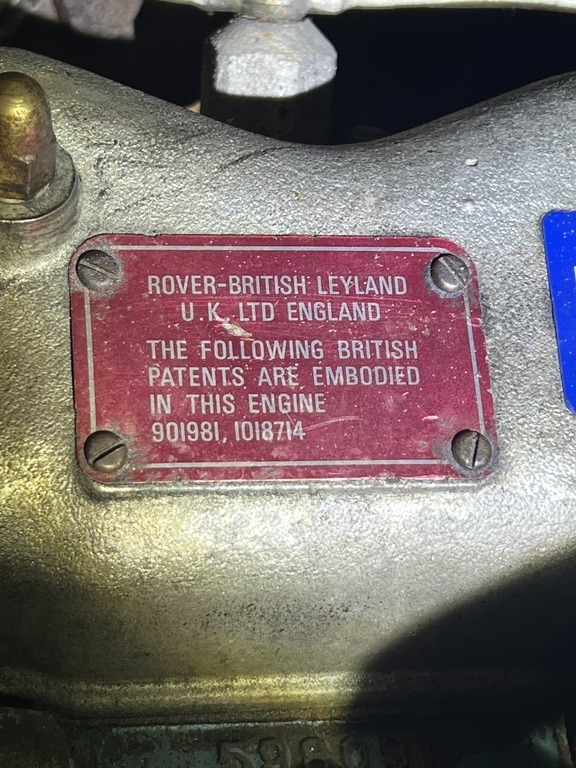 ROVER-BRITISH LEYLAND
U.K. LTD ENGLAND
THE FOLLOWING BRITISH
PATENTS ARE EMBODIED
IN THIS ENGINE
901981, 1018714